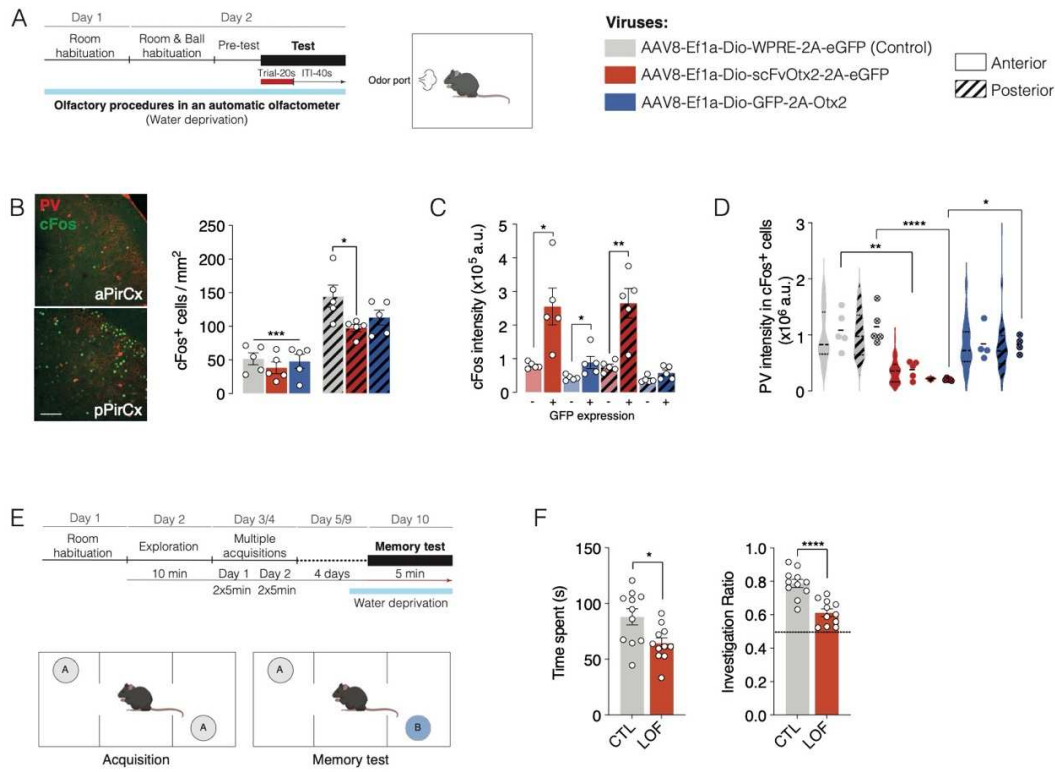 A
Day 1
Day 2
Room
habituation
Room & Ball
habituation
Pre-test
Test
Trial-20s
ITI-40s
Olfactory procedures in an automatic olfactometer
(Water deprivation)
Odor port
Viruses:
AAV8-Ef1a-Dio-WPRE-2A-eGFP (Control)
AAV8-Ef1a-Dio-scFvOtx2-2A-eGFP
AAV8-Ef1a-Dio-GFP-2A-Otx2
Anterior
Posterior
B
PV
cFos
aPirCx
pPirCx
cFos+ cells / mm2
250
200
150
100
50
0
***
*
C
cFos intensity (x10⁵ a.u.)
5
4
3
2
1
0
*
*
**
- + - + - + - +
GFP expression
D
PV intensity in cFos⁺ cells
(x10⁶ a.u.)
3
2
1
0
**
****
*
E
Day 1
Day 2
Day 3/4
Day 5/9
Day 10
Room
habituation
Exploration
Multiple
acquisitions
Memory test
10 min
Day 1
Day 2
4 days
5 min
2x5min
2x5min
Water deprivation
A
A
Acquisition
A
B
Memory test
F
Time spent (s)
150
100
50
0
*
CTL
LOF
Investigation Ratio
1.0
0.8
0.6
0.4
0.2
0.0
****
CTL
LOF